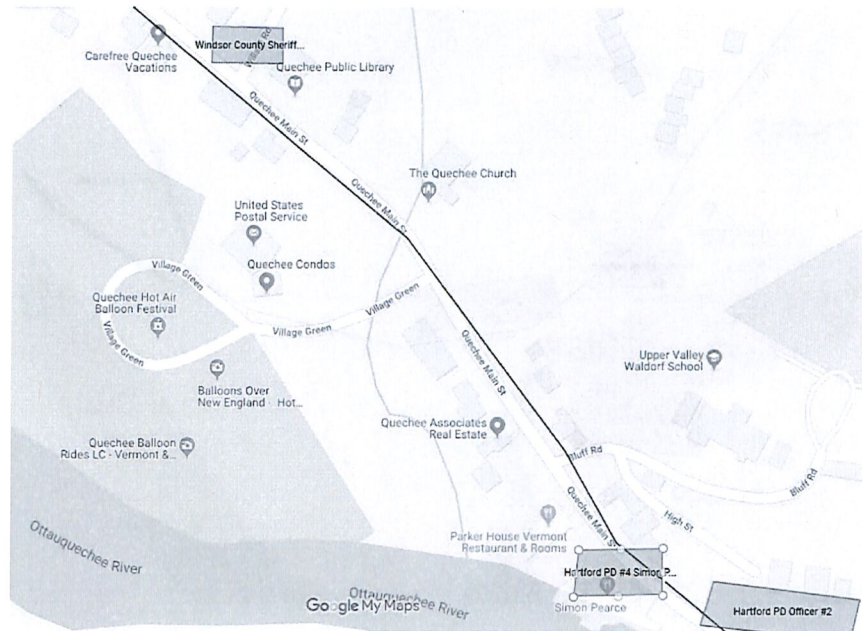 Carefree Quechee
Vacations
Windsor County Sheriff...
Willard Rd
Quechee Public Library
Quechee Main St
Quechee Main St
The Quechee Church
United States
Postal Service
Quechee Condos
Village Green
Village Green
Village Green
Village Green
Quechee Hot Air
Balloon Festival
Balloons Over
New England - Hot...
Quechee Balloon
Rides LC - Vermont &...
Quechee Main St
Upper Valley
Waldorf School
Quechee Associates
Real Estate
Bluff Rd
Bluff Rd
High St
Quechee Main St
Parker House Vermont
Restaurant & Rooms
Hartford PD #4 Simon P...
Simon Pearce
Hartford PD Officer #2
Ottauquechee River
Ottauquechee River
Google My Maps